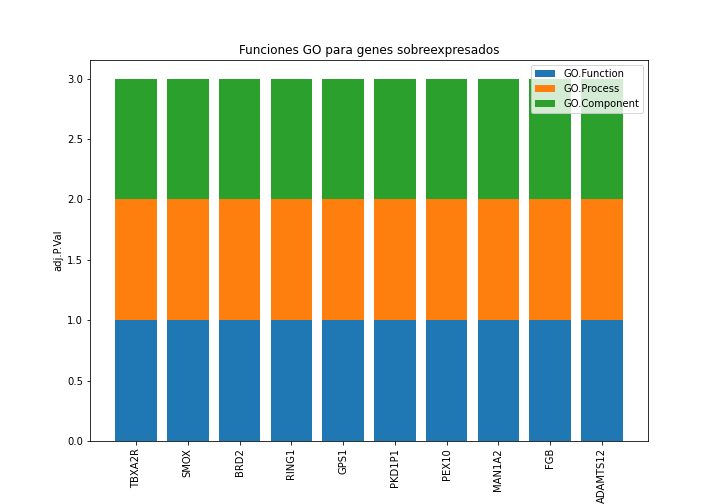 Funciones GO para genes sobreexpresados
GO.Function
GO.Process
GO.Component
adj.P.Val
3.0
2.5
2.0
1.5
1.0
0.5
0.0
TBXA2R
SMOX
BRD2
RING1
GPS1
PKD1P1
PEX10
MAN1A2
FGB
ADAMTS12